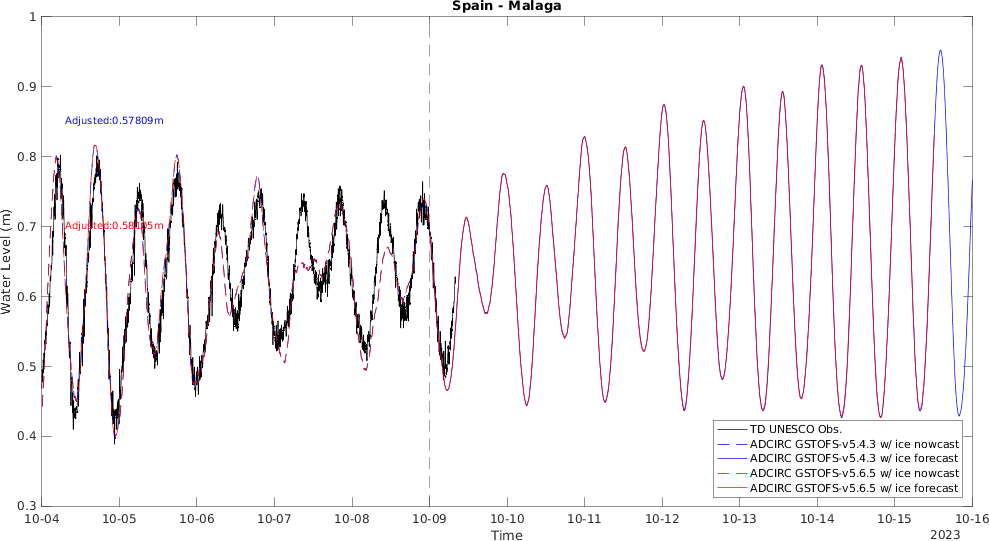 Spain - Malaga
1
0.9
0.8
0.7
0.6
0.5
0.4
0.3
Water Level (m)
Adjusted:0.57809m
Adjusted:0.58195m
TD UNESCO Obs.
ADCIRC GSTOFS-v5.4.3 w/ ice nowcast
ADCIRC GSTOFS-v5.4.3 w/ ice forecast
ADCIRC GSTOFS-v5.6.5 w/ ice nowcast
ADCIRC GSTOFS-v5.6.5 w/ ice forecast
10-04 10-05 10-06 10-07 10-08 10-09 10-10 10-11 10-12 10-13 10-14 10-15 10-16
Time
2023